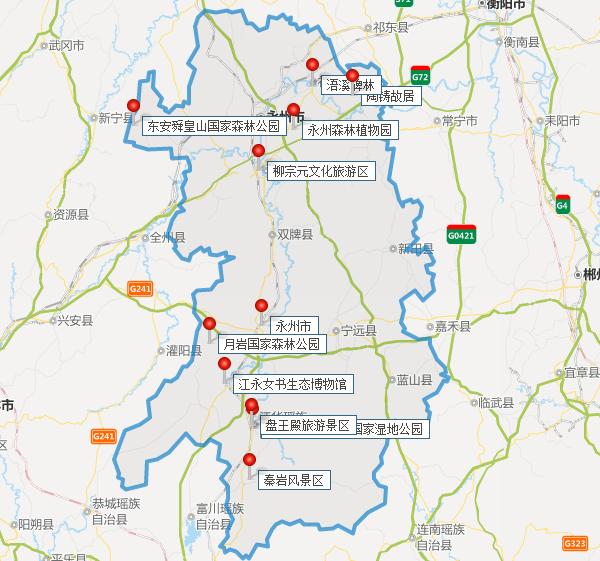 衡阳市
祁东县
武冈市
衡南县
G72
浯溪碑林
陶铸故居
新宁县
东安舜皇山国家森林公园
永州森林植物园
常宁市
耒阳市
柳宗元文化旅游区
资源县
全州县
双牌县
新田县
G0421
G4
G241
郴
永州市
兴安县
月岩国家森林公园
宁远县
嘉禾县
灌阳县
江永女书生态博物馆
蓝山县
宜章县
临武县
盘王殿旅游景区
国家湿地公园
G241
秦岩风景区
恭城瑶族
自治县
富川瑶族
自治县
阳朔县
连南瑶族
自治县
G323
平乐县